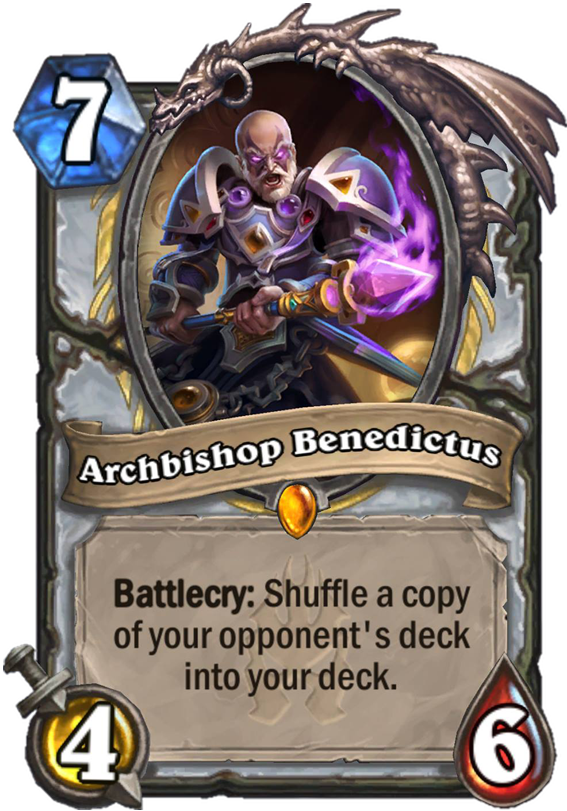 7
Archbishop Benedictus
Battlecry: Shuffle a copy
of your opponent's deck
into your deck.
4
6